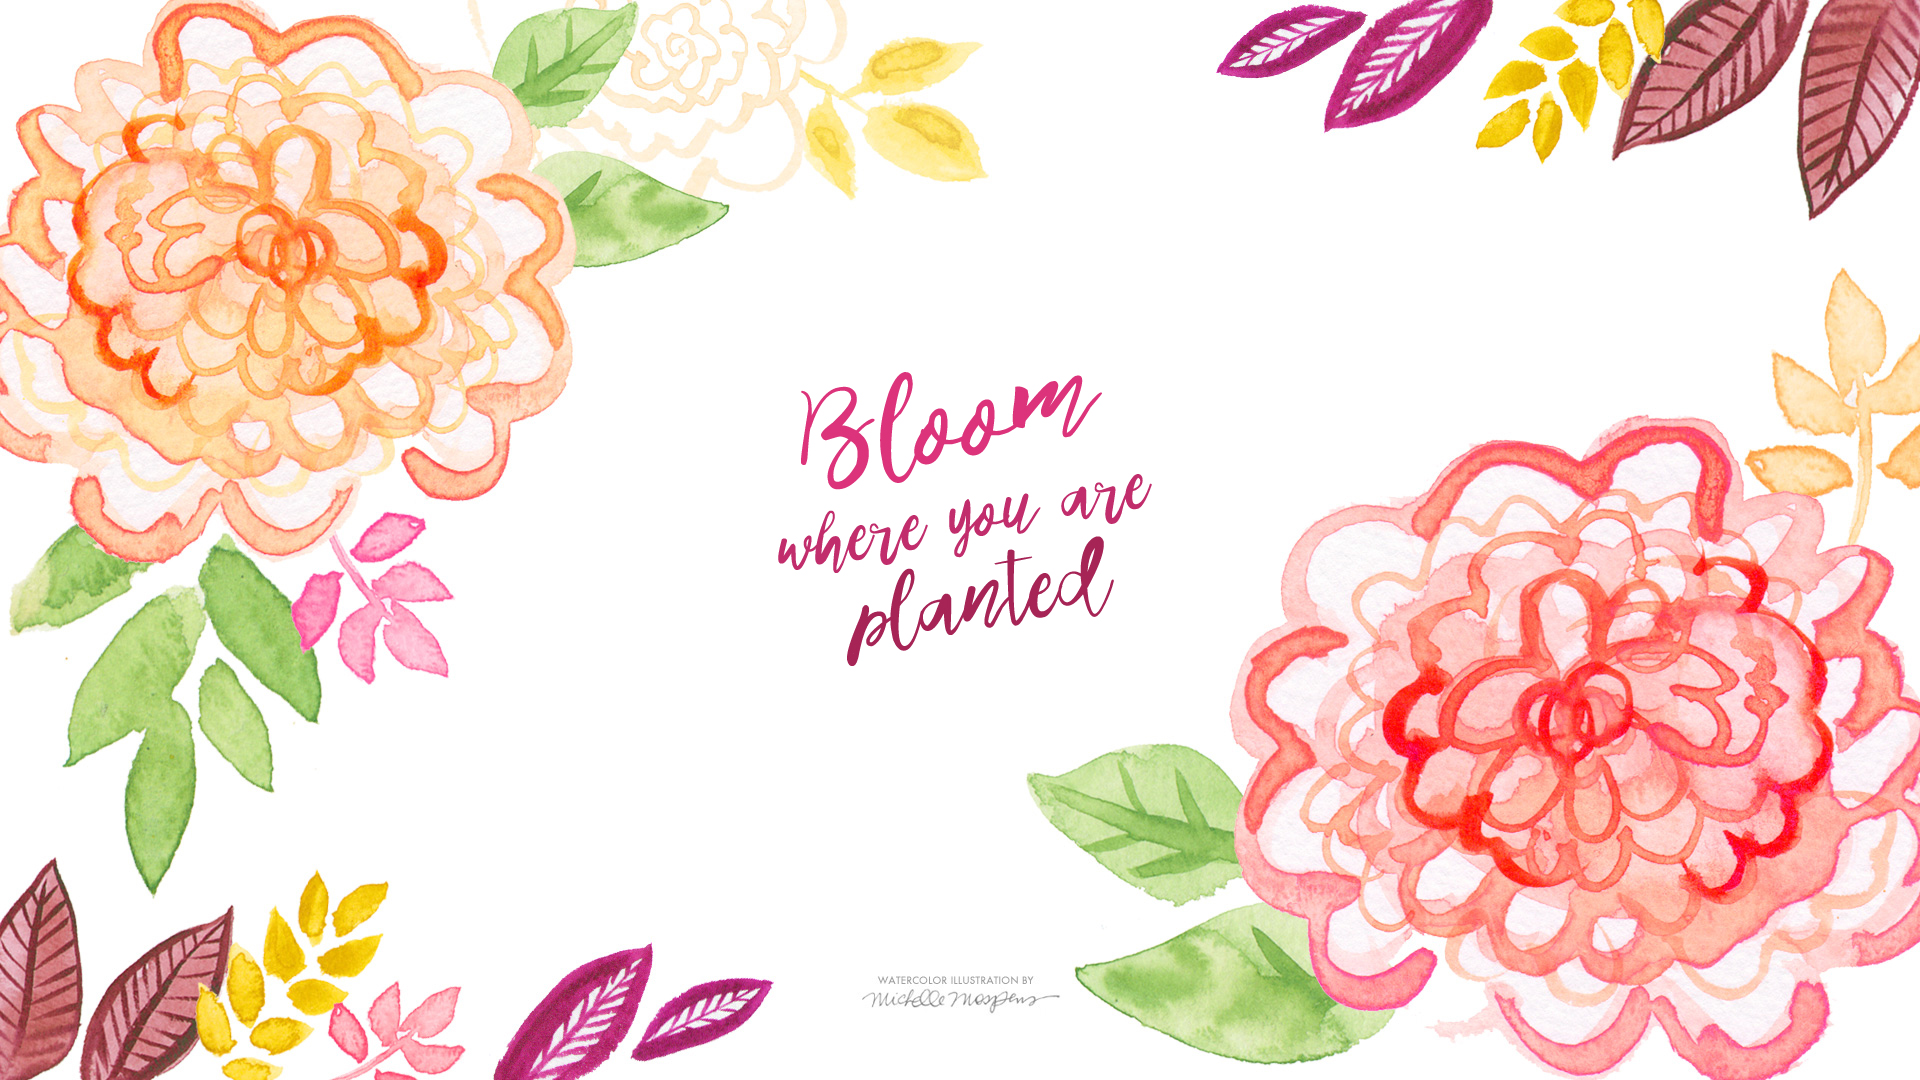 Bloom
where you are
planted
WATERCOLOR ILLUSTRATION BY
Michelle Mospens